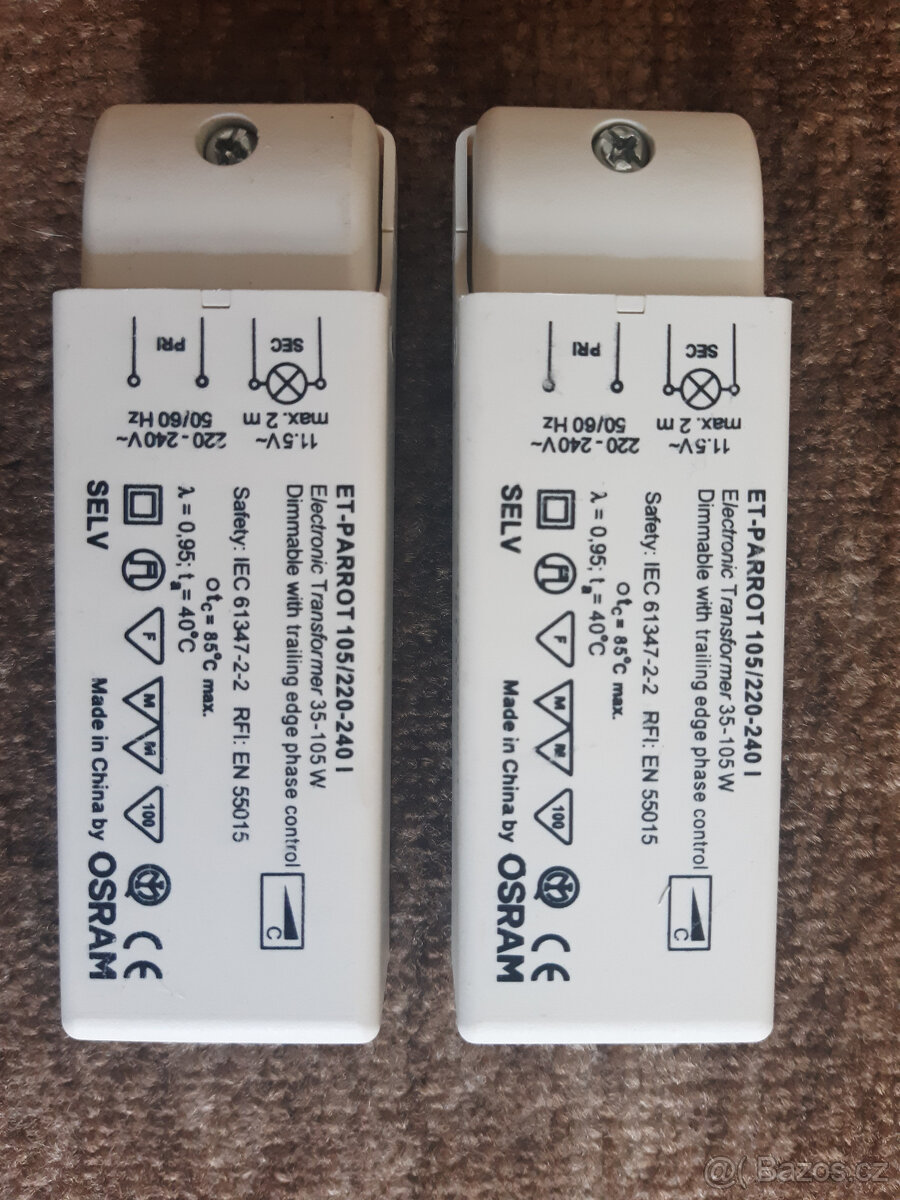 PRI
SEC
220-240V~
50/60 Hz
11.5V~
max. 2 m
ET-PARROT 105/220-240 I
Electronic Transformer 35-105 W
Dimmable with trailing edge phase control
C
Safety: IEC 61347-2-2 RFI: EN 55015
tc = 85°C max.
λ = 0,95; ta = 40°C
F
M
M
100
CE
SELV
Made in China by OSRAM
PRI
SEC
220-240V~
50/60 Hz
11.5V~
max. 2 m
ET-PARROT 105/220-240 I
Electronic Transformer 35-105 W
Dimmable with trailing edge phase control
C
Safety: IEC 61347-2-2 RFI: EN 55015
tc = 85°C max.
λ = 0,95; ta = 40°C
F
M
M
100
CE
SELV
Made in China by OSRAM
@( Bazos.cz